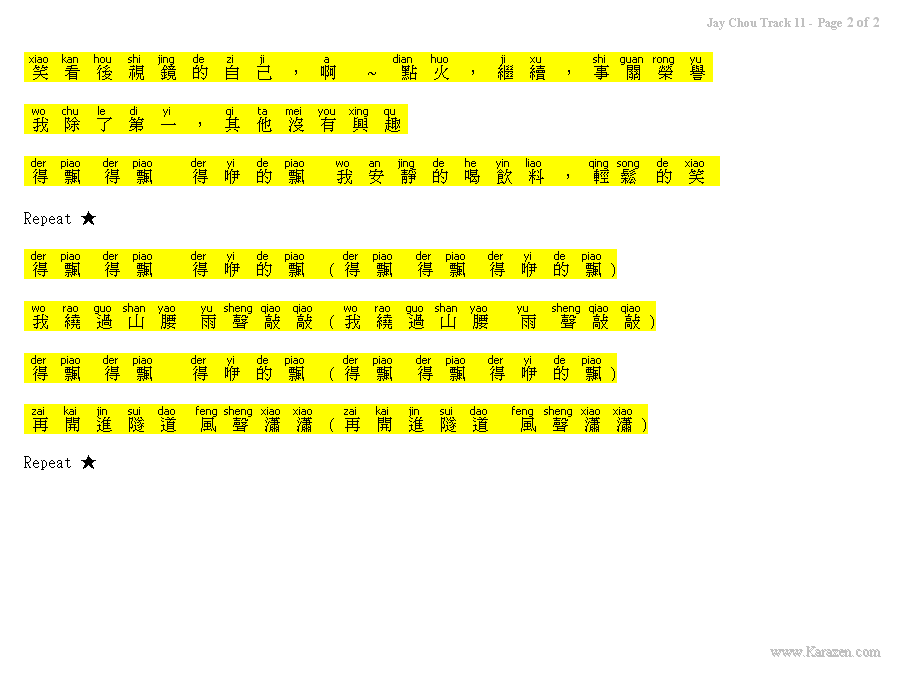 Jay Chou Track 11 - Page 2 of 2
xiao kan hou shi jing de zi ji a dian huo ji xu shi guan rong yu
笑看後視鏡的自己，啊～點火，繼續，事關榮譽
wo chu le di yi qi ta mei you xing qu
我除了第一，其他沒有興趣
der piao der piao der yi de piao wo an jing de he yin liao qing song de xiao
得飄得飄 得咿的飄 我安靜的喝飲料，輕鬆的笑
Repeat ★
der piao der piao der yi de piao der piao der piao der yi de piao
得飄得飄 得咿的飄(得飄得飄得咿的飄)
wo rao guo shan yao yu sheng qiao qiao wo rao guo shan yao yu sheng qiao qiao
我繞過山腰雨聲敲敲(我繞過山腰 雨聲敲敲)
der piao der piao der yi de piao der piao der piao der yi de piao
得飄得飄 得咿的飄(得飄得飄得咿的飄)
zai kai jin sui dao feng sheng xiao xiao zai kai jin sui dao feng sheng xiao xiao
再開進隧道風聲瀟瀟(再開進隧道 風聲瀟瀟)
Repeat ★
www.Karazen.com